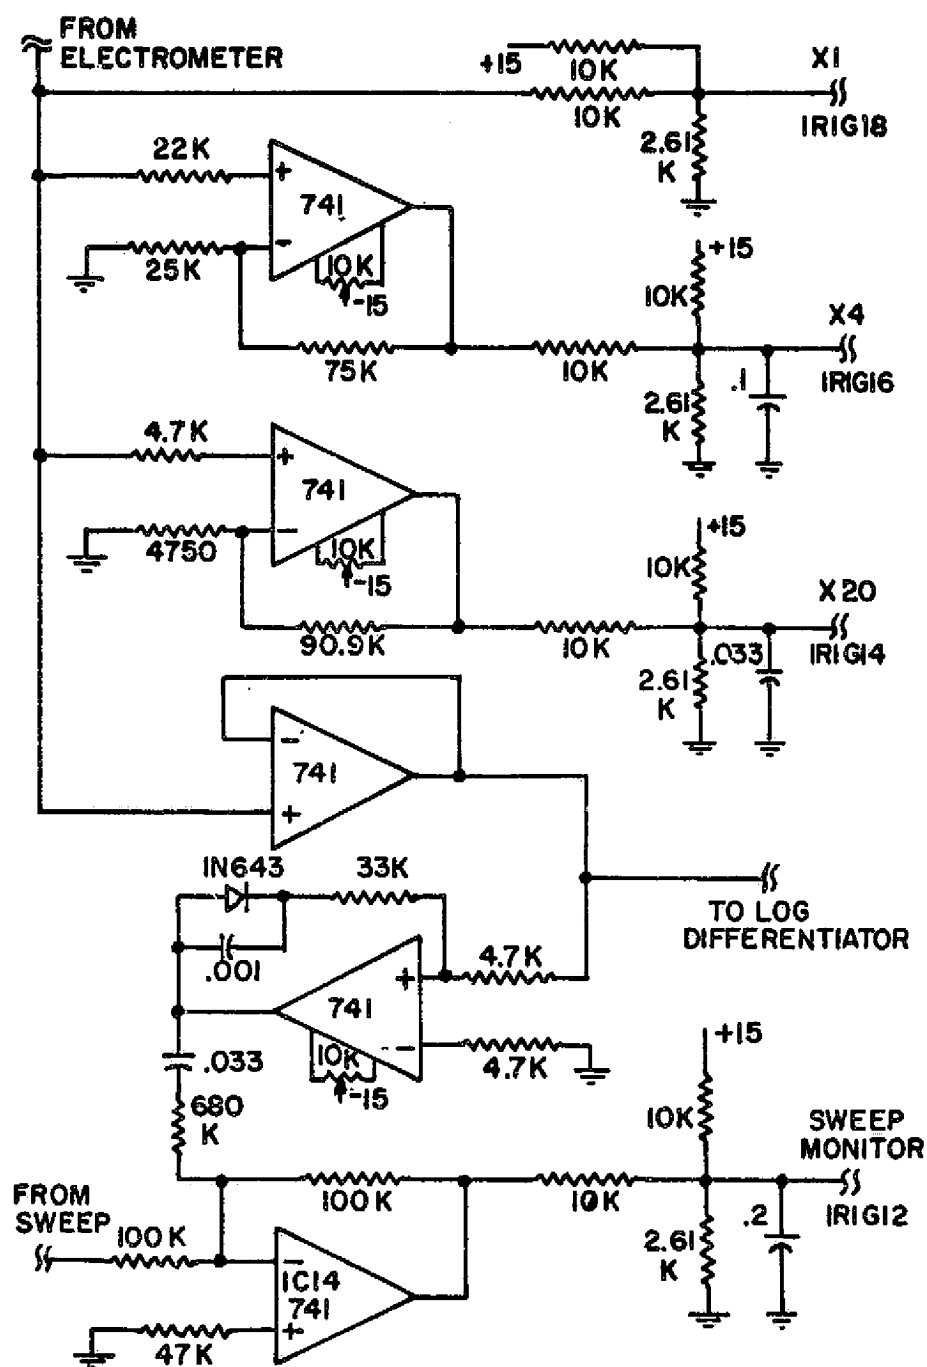 FROM
ELECTROMETER
+15
10K
X1
10K
IRIG18
2.61
K
22K
+
741
-
10K
-15
25K
75K
+15
10K
X4
10K
IRIG16
.1
2.61
K
4.7K
+
741
-
10K
-15
4750
90.9K
+15
10K
X20
10K
IRIG14
.033
2.61
K
-
741
+
1N643
33K
.001
TO LOG
DIFFERENTIATOR
+
4.7K
741
-
10K
-15
4.7K
.033
680
K
+15
10K
SWEEP
MONITOR
100K
10K
IRIG12
.2
2.61
K
FROM
SWEEP
100K
-
IC14
741
+
47K